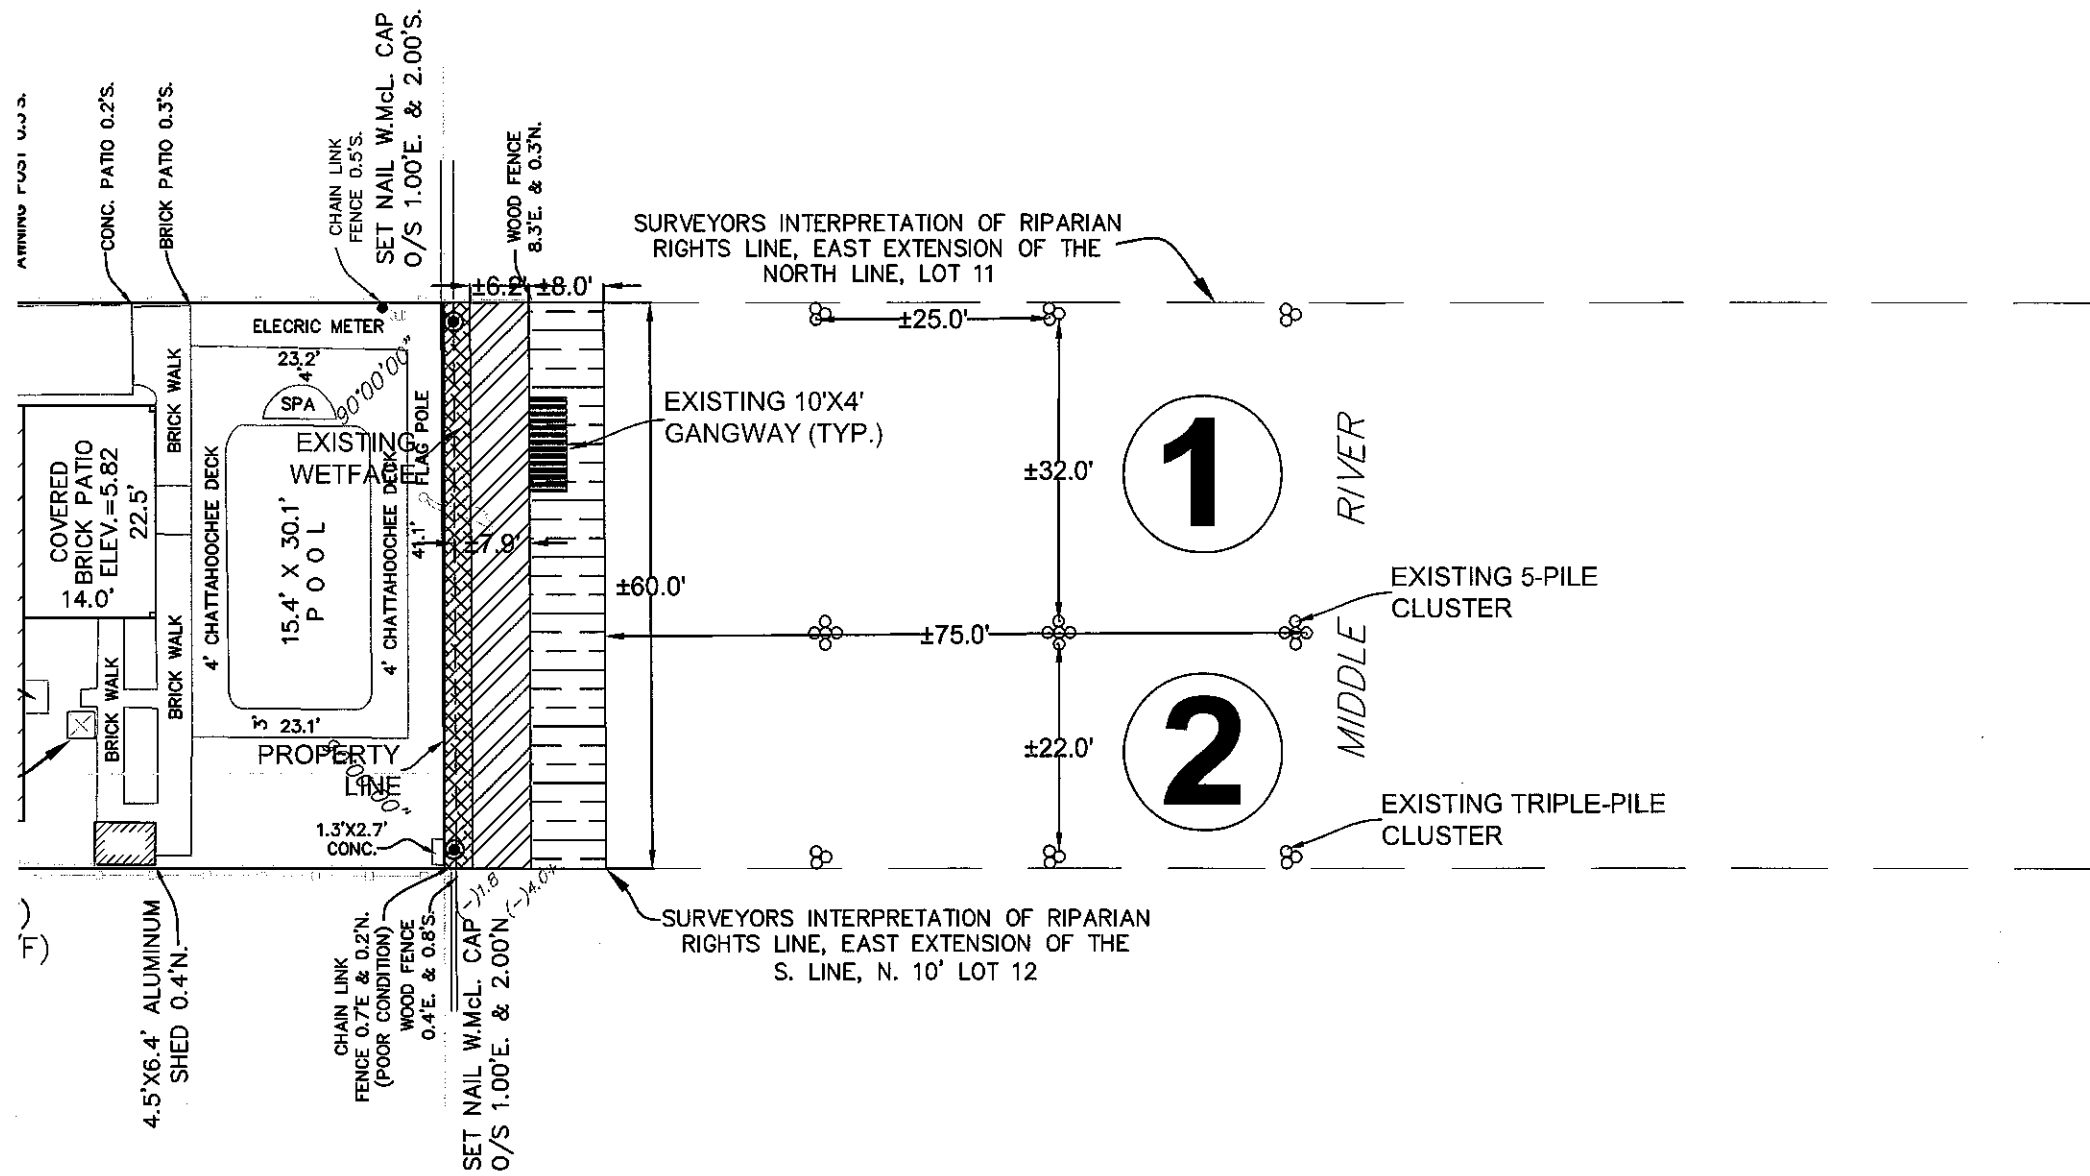 CONC. PATIO 0.2'S.
BRICK PATIO 0.3'S.
CHAIN LINK
FENCE 0.5'S.
SET NAIL W.McL. CAP
O/S 1.00'E. & 2.00'S.
WOOD FENCE
8.3'E. & 0.3'N.
SURVEYORS INTERPRETATION OF RIPARIAN
RIGHTS LINE, EAST EXTENSION OF THE
NORTH LINE, LOT 11
±6.2'
±8.0'
±25.0'
ELECRIC METER
23.2'
4'
90°00'00"
SPA
BRICK WALK
FLAG POLE
EXISTING
WETFACE
EXISTING 10'X4'
GANGWAY (TYP.)
COVERED
BRICK PATIO
14.0' ELEV.=5.82
22.5'
4' CHATTAHOOCHEE DECK
15.4' X 30.1'
P O O L
4' CHATTAHOOCHEE DECK
41.1'
±7.9'
±60.0'
±32.0'
1
MIDDLE RIVER
EXISTING 5-PILE
CLUSTER
±75.0'
BRICK WALK
BRICK WALK
3'
23.1'
PROPERTY
LINE
±22.0'
2
EXISTING TRIPLE-PILE
CLUSTER
1.3'X2.7'
CONC.
(-)1.8
(-)4.0±
SURVEYORS INTERPRETATION OF RIPARIAN
RIGHTS LINE, EAST EXTENSION OF THE
S. LINE, N. 10' LOT 12
'F)
4.5'X6.4' ALUMINUM
SHED 0.4'N.
CHAIN LINK
FENCE 0.7'E & 0.2'N.
(POOR CONDITION)
WOOD FENCE
0.4'E. & 0.8'S.
SET NAIL W.McL. CAP
O/S 1.00'E. & 2.00'N